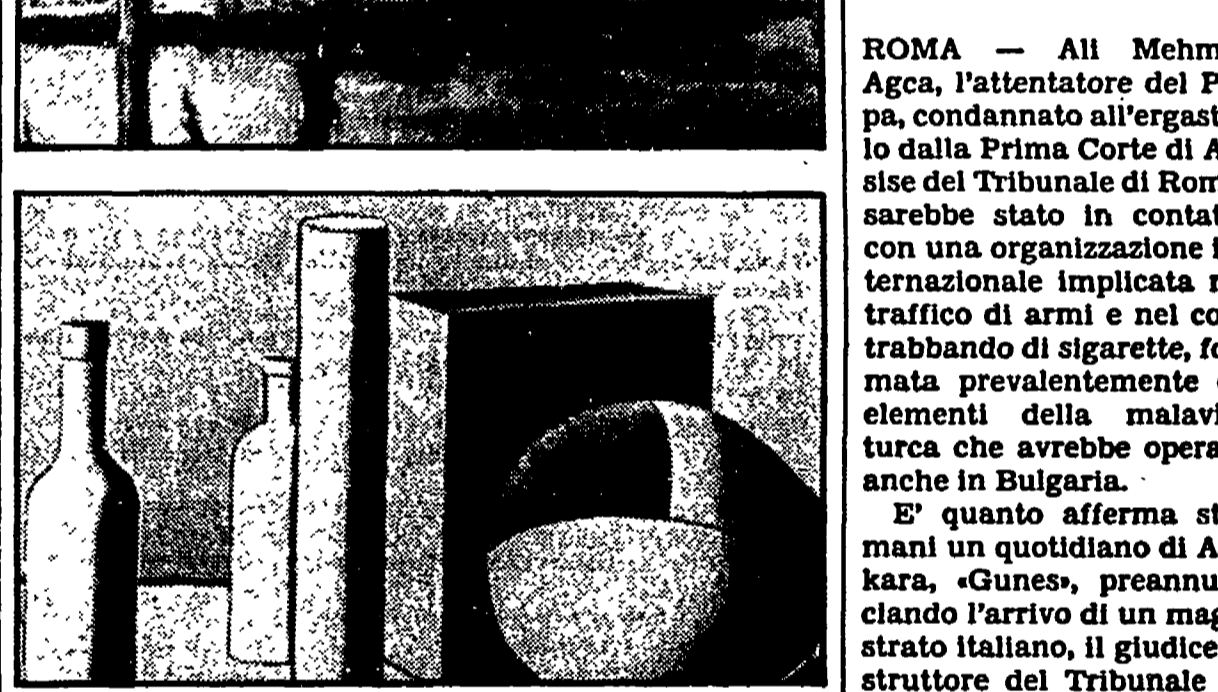 ROMA — Ali Mehm
Agca, l'attentatore del P
pa, condannato all'ergast
lo dalla Prima Corte di A
sise del Tribunale di Rom
sarebbe stato in contat
con una organizzazione i
ternazionale implicata n
traffico di armi e nel co
trabbando di sigarette, fo
mata prevalentemente
elementi della malavi
turca che avrebbe opera
anche in Bulgaria.
E' quanto afferma st
mani un quotidiano di A
kara, «Gunes», preannu
ciando l'arrivo di un mag
strato italiano, il giudice
struttore del Tribunale